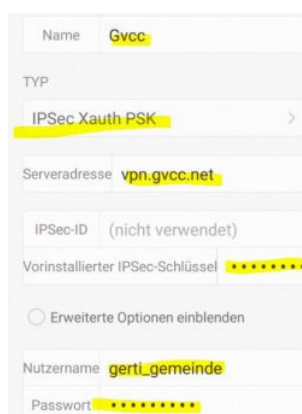 Name Gvcc
TYP
IPSec Xauth PSK
Serveradresse vpn.gvcc.net
IPSec-ID (nicht verwendet)
Vorinstallierter IPSec-Schlüssel ••••••••
Erweiterte Optionen einblenden
Nutzername gerti_gemeinde
Passwort •••••••••